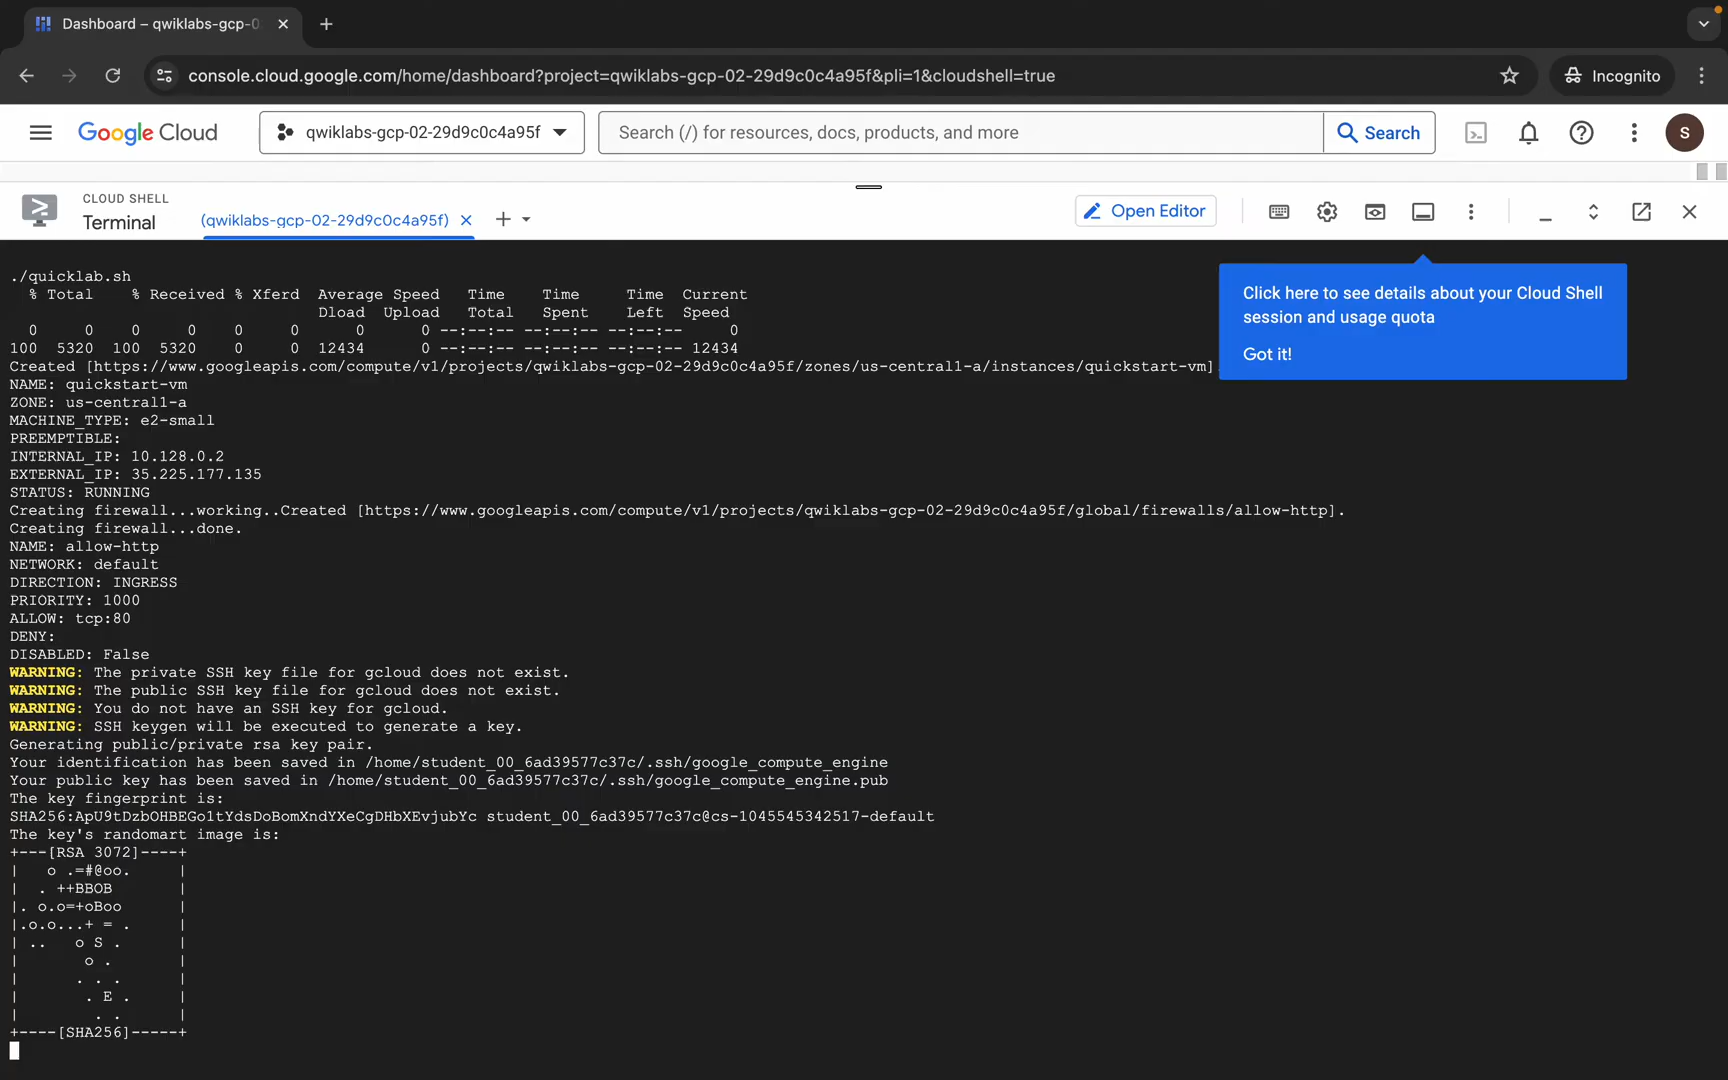 Dashboard – qwiklabs-gcp-0
console.cloud.google.com/home/dashboard?project=qwiklabs-gcp-02-29d9c0c4a95f&pli=1&cloudshell=true
Incognito
Google Cloud
qwiklabs-gcp-02-29d9c0c4a95f
Search (/) for resources, docs, products, and more
Search
S
CLOUD SHELL
Terminal
(qwiklabs-gcp-02-29d9c0c4a95f)
Open Editor
Click here to see details about your Cloud Shell
session and usage quota
Got it!
./quicklab.sh
  % Total    % Received % Xferd  Average Speed   Time    Time     Time  Current
                                 Dload  Upload   Total   Spent    Left  Speed
  0     0    0     0    0     0      0      0 --:--:-- --:--:-- --:--:--     0
100  5320  100  5320    0     0  12434      0 --:--:-- --:--:-- --:--:-- 12434
Created [https://www.googleapis.com/compute/v1/projects/qwiklabs-gcp-02-29d9c0c4a95f/zones/us-central1-a/instances/quickstart-vm]
NAME: quickstart-vm
ZONE: us-central1-a
MACHINE_TYPE: e2-small
PREEMPTIBLE:
INTERNAL_IP: 10.128.0.2
EXTERNAL_IP: 35.225.177.135
STATUS: RUNNING
Creating firewall...working..Created [https://www.googleapis.com/compute/v1/projects/qwiklabs-gcp-02-29d9c0c4a95f/global/firewalls/allow-http].
Creating firewall...done.
NAME: allow-http
NETWORK: default
DIRECTION: INGRESS
PRIORITY: 1000
ALLOW: tcp:80
DENY:
DISABLED: False
WARNING: The private SSH key file for gcloud does not exist.
WARNING: The public SSH key file for gcloud does not exist.
WARNING: You do not have an SSH key for gcloud.
WARNING: SSH keygen will be executed to generate a key.
Generating public/private rsa key pair.
Your identification has been saved in /home/student_00_6ad39577c37c/.ssh/google_compute_engine
Your public key has been saved in /home/student_00_6ad39577c37c/.ssh/google_compute_engine.pub
The key fingerprint is:
SHA256:ApU9tDzbOHBEGo1tYdsDoBomXndYXeCgDHbXEvjubYc student_00_6ad39577c37c@cs-1045545342517-default
The key's randomart image is:
+---[RSA 3072]----+
|   o .=#@oo.     |
|  . ++BBOB       |
|. o.o=+oBoo      |
|.o.o...+ = .     |
| ..   o S .      |
|       o .       |
|      . . .      |
|       . E .     |
|        . .      |
+----[SHA256]-----+